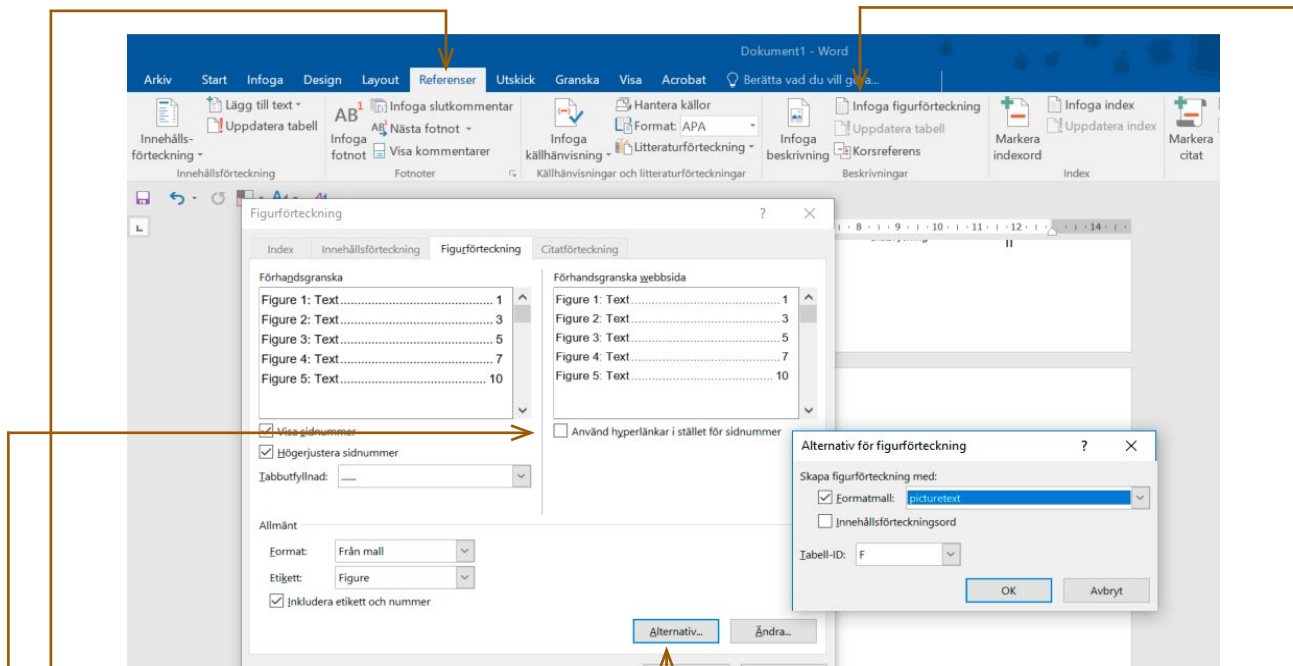 Dokument1 - Word
Arkiv Start Infoga Design Layout Referenser Utskick Granska Visa Acrobat Berätta vad du vill göra...
Innehålls-
förteckning
Lägg till text
Uppdatera tabell
Innehållsförteckning
AB1
Infoga
fotnot
Infoga slutkommentar
Nästa fotnot
Visa kommentarer
Fotnoter
Infoga
källhänvisning
Hantera källor
Format: APA
Litteraturförteckning
Källhänvisningar och litteraturförteckningar
Infoga
beskrivning
Infoga figurförteckning
Uppdatera tabell
Korsreferens
Beskrivningar
Markera
indexord
Infoga index
Uppdatera index
Index
Markera
citat
8 9 10 11 12 14
Figurförteckning ?
Index Innehållsförteckning Figurförteckning Citatförteckning
Förhandsgranska
Figure 1: Text 1
Figure 2: Text 3
Figure 3: Text 5
Figure 4: Text 7
Figure 5: Text 10
Visa sidnummer
Högerjustera sidnummer
Tabbutfyllnad: ......
Förhandsgranska webbsida
Figure 1: Text 1
Figure 2: Text 3
Figure 3: Text 5
Figure 4: Text 7
Figure 5: Text 10
Använd hyperlänkar i stället för sidnummer
Allmänt
Format: Från mall
Etikett: Figure
Inkludera etikett och nummer
Alternativ... Ändra...
Alternativ för figurförteckning ?
Skapa figurförteckning med:
Formatmall: picturetext
Innehållsförteckningsord
Tabell-ID: F
OK Avbryt